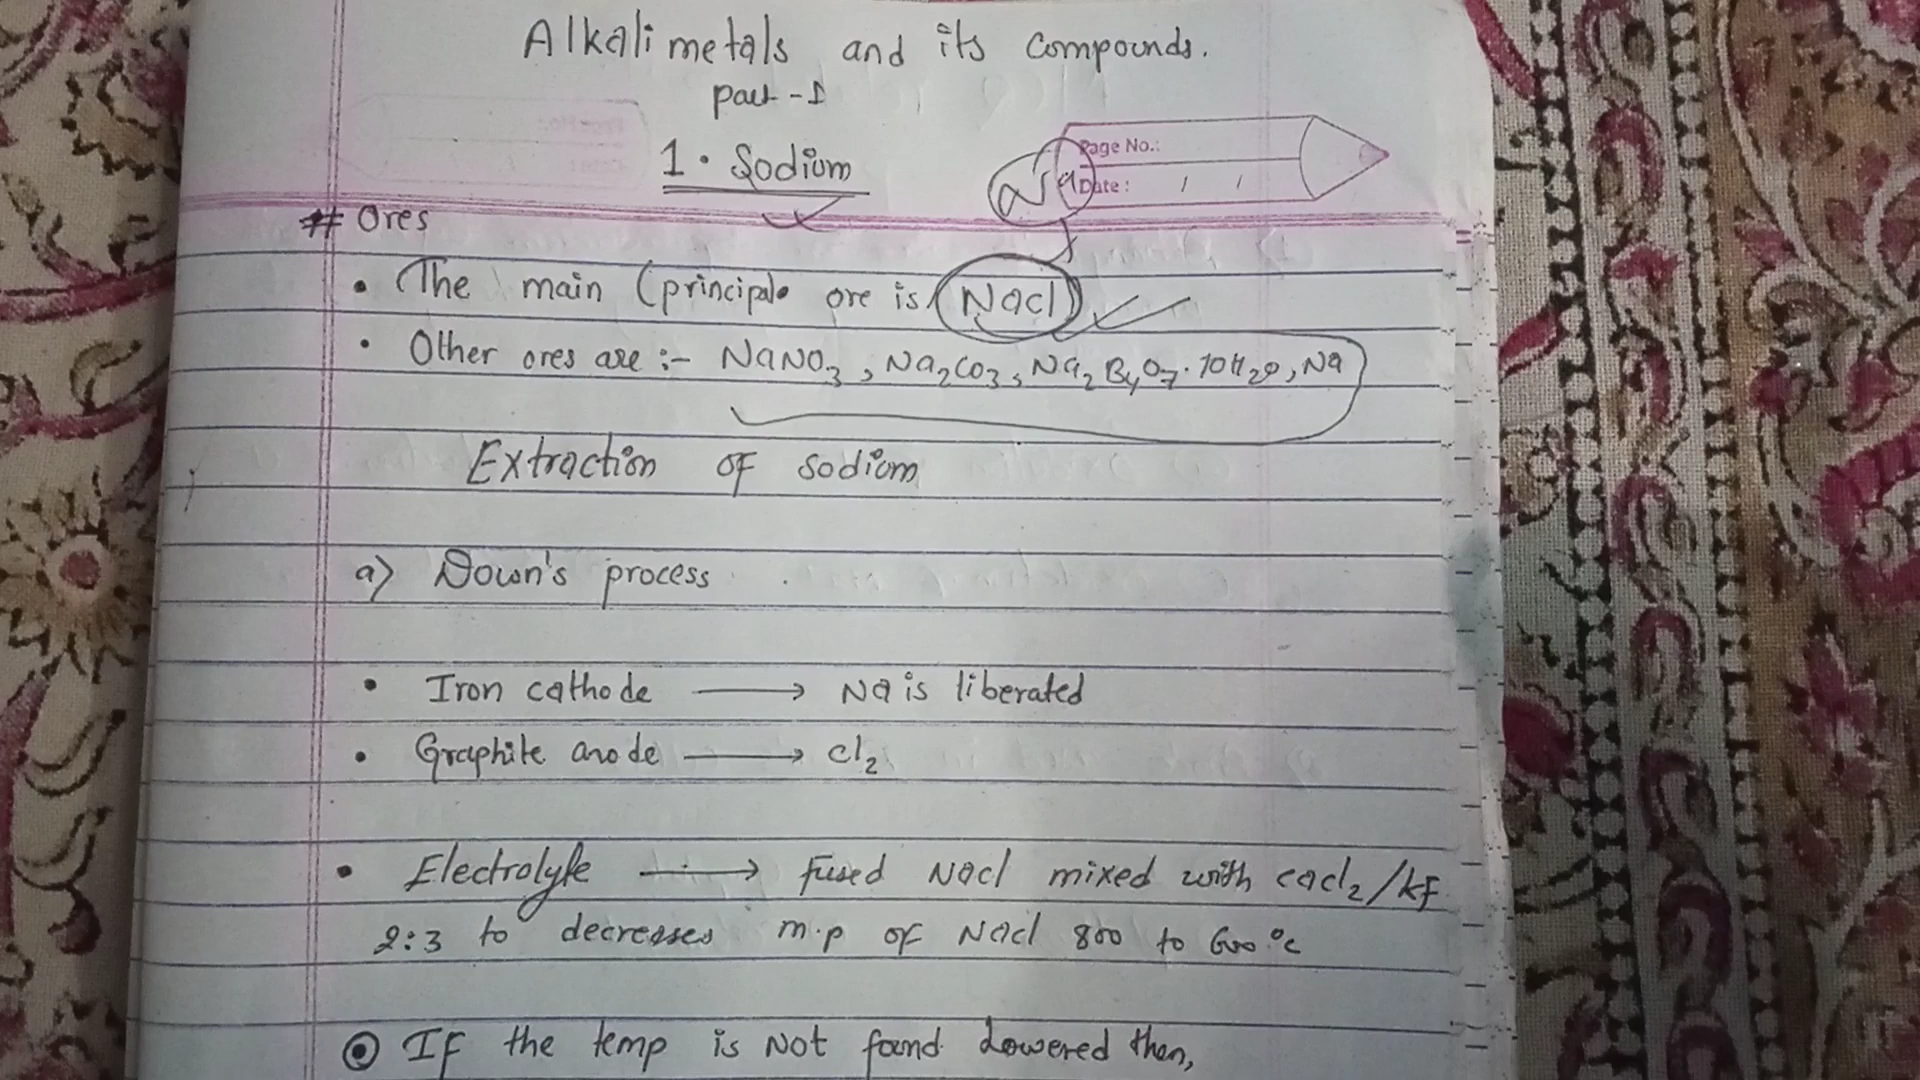 Alkali metals and its compounds.
part - I
1. Sodium
Page No.:
Date: / /
# Ores
• The main (principal• ore is (NaCl)
• Other ores are :- NaNO₃, Na₂CO₃, Na₂B₄O₇.10H₂O, Na
Extraction of sodium
a) Down's process
• Iron cathode → Na is liberated
• Graphite anode → Cl₂
• Electrolyte → fused NaCl mixed with CaCl₂/KF
2:3 to decreases m.p of NaCl 800 to 600 °C
⊙ If the temp is Not found Lowered then,